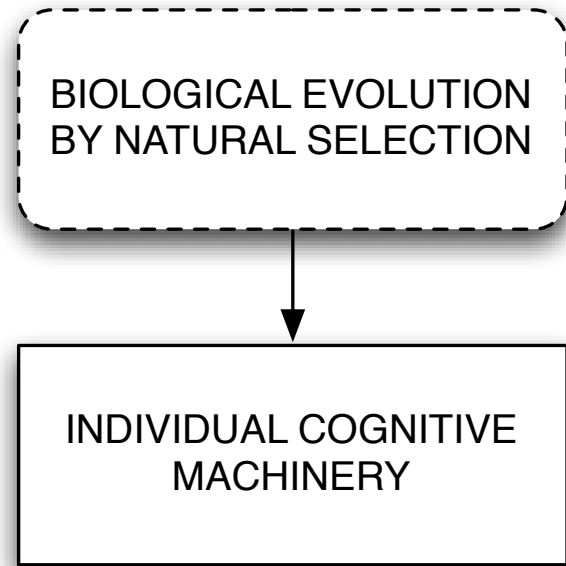 BIOLOGICAL EVOLUTION
BY NATURAL SELECTION
INDIVIDUAL COGNITIVE
MACHINERY